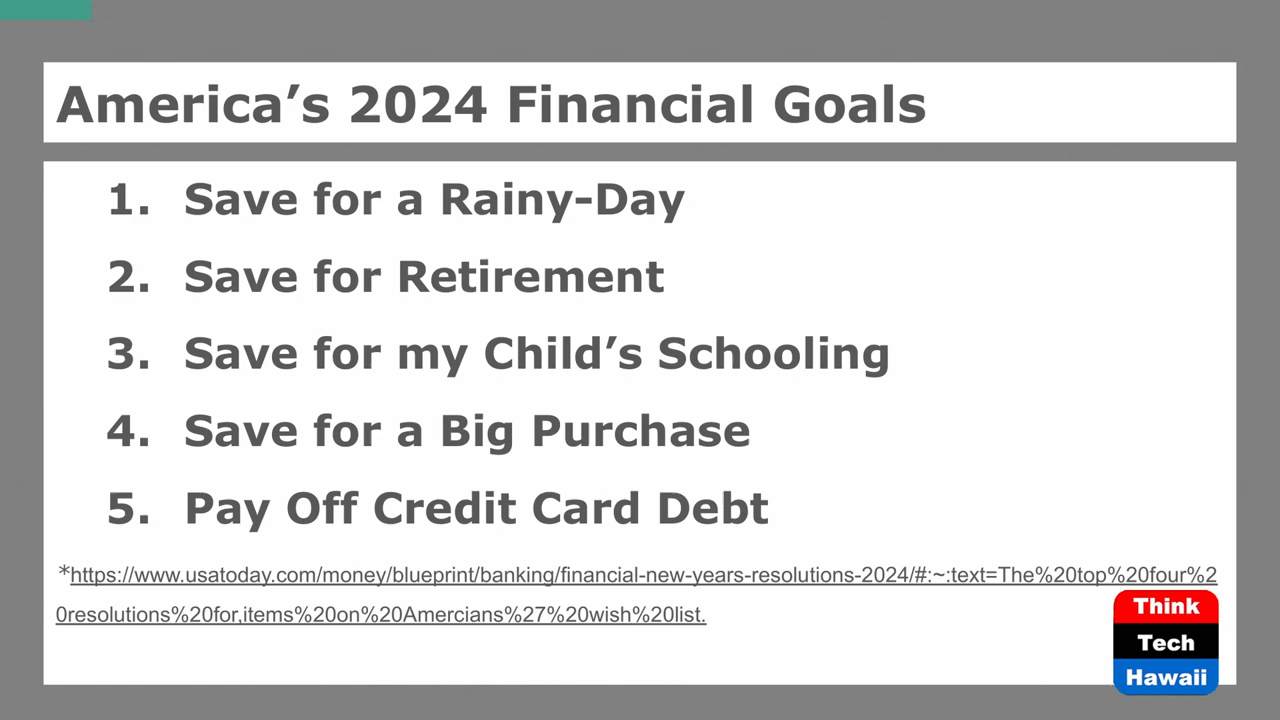 America’s 2024 Financial Goals
1. Save for a Rainy-Day
2. Save for Retirement
3. Save for my Child’s Schooling
4. Save for a Big Purchase
5. Pay Off Credit Card Debt
*https://www.usatoday.com/money/blueprint/banking/financial-new-years-resolutions-2024/#:~:text=The%20top%20four%2
0resolutions%20for,items%20on%20Amercians%27%20wish%20list.
Think
Tech
Hawaii